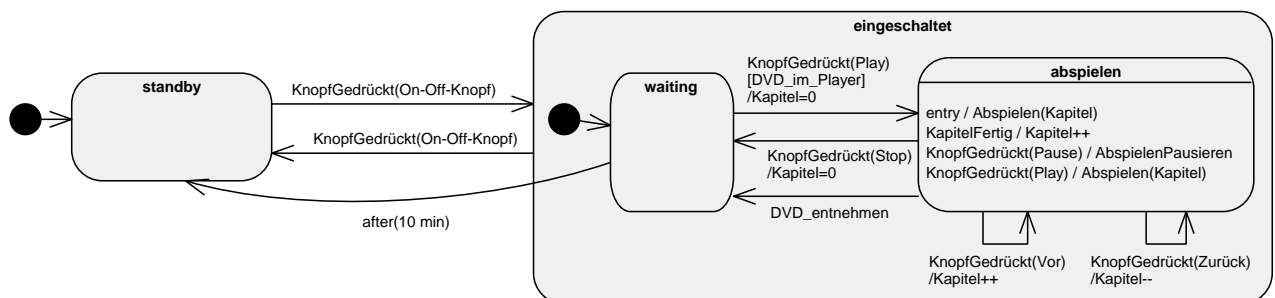 eingeschaltet
standby
KnopfGedrückt(On-Off-Knopf)
KnopfGedrückt(On-Off-Knopf)
after(10 min)
waiting
KnopfGedrückt(Play)
[DVD_im_Player]
/Kapitel=0
KnopfGedrückt(Stop)
/Kapitel=0
DVD_entnehmen
abspielen
entry / Abspielen(Kapitel)
KapitelFertig / Kapitel++
KnopfGedrückt(Pause) / AbspielenPausieren
KnopfGedrückt(Play) / Abspielen(Kapitel)
KnopfGedrückt(Vor)
/Kapitel++
KnopfGedrückt(Zurück)
/Kapitel--